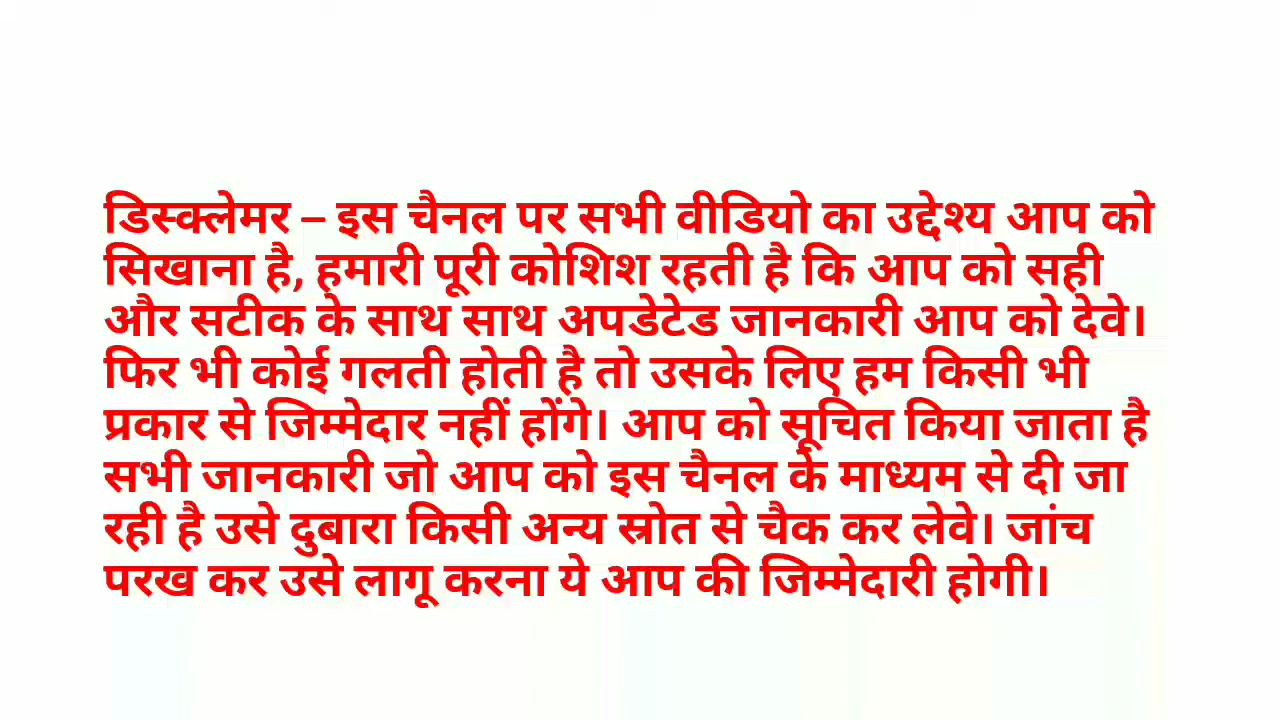 डिस्क्लेमर – इस चैनल पर सभी वीडियो का उद्देश्य आप को
सिखाना है, हमारी पूरी कोशिश रहती है कि आप को सही
और सटीक के साथ साथ अपडेटेड जानकारी आप को देवे।
फिर भी कोई गलती होती है तो उसके लिए हम किसी भी
प्रकार से जिम्मेदार नहीं होंगे। आप को सूचित किया जाता है
सभी जानकारी जो आप को इस चैनल के माध्यम से दी जा
रही है उसे दुबारा किसी अन्य स्रोत से चैक कर लेवे। जांच
परख कर उसे लागू करना ये आप की जिम्मेदारी होगी।